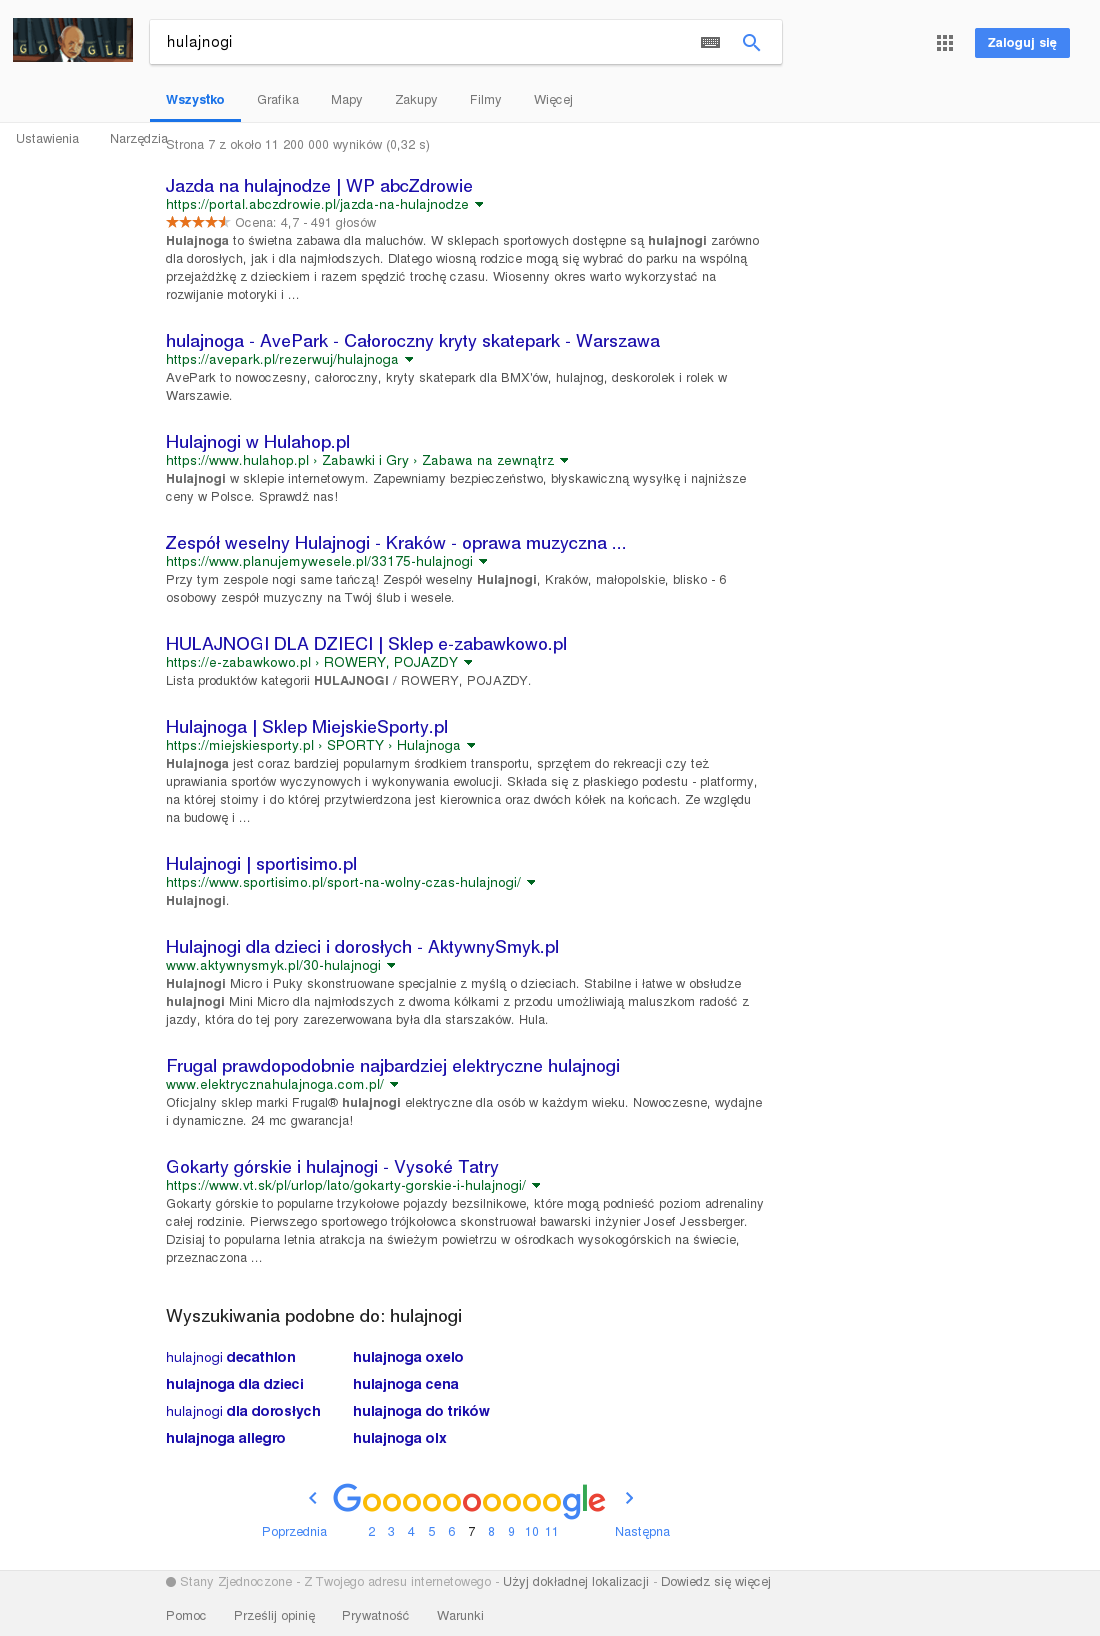 GOOGLE
hulajnogi
Zaloguj się
Wszystko Grafika Mapy Zakupy Filmy Więcej
Ustawienia Narzędzia
Strona 7 z około 11 200 000 wyników (0,32 s)
Jazda na hulajnodze | WP abcZdrowie
https://portal.abczdrowie.pl/jazda-na-hulajnodze
Ocena: 4,7 - 491 głosów
Hulajnoga to świetna zabawa dla maluchów. W sklepach sportowych dostępne są hulajnogi zarówno
dla dorosłych, jak i dla najmłodszych. Dlatego wiosną rodzice mogą się wybrać do parku na wspólną
przejażdżkę z dzieckiem i razem spędzić trochę czasu. Wiosenny okres warto wykorzystać na
rozwijanie motoryki i ...
hulajnoga - AvePark - Całoroczny kryty skatepark - Warszawa
https://avepark.pl/rezerwuj/hulajnoga
AvePark to nowoczesny, całoroczny, kryty skatepark dla BMX'ów, hulajnog, deskorolek i rolek w
Warszawie.
Hulajnogi w Hulahop.pl
https://www.hulahop.pl › Zabawki i Gry › Zabawa na zewnątrz
Hulajnogi w sklepie internetowym. Zapewniamy bezpieczeństwo, błyskawiczną wysyłkę i najniższe
ceny w Polsce. Sprawdź nas!
Zespół weselny Hulajnogi - Kraków - oprawa muzyczna ...
https://www.planujemywesele.pl/33175-hulajnogi
Przy tym zespole nogi same tańczą! Zespół weselny Hulajnogi, Kraków, małopolskie, blisko - 6
osobowy zespół muzyczny na Twój ślub i wesele.
HULAJNOGI DLA DZIECI | Sklep e-zabawkowo.pl
https://e-zabawkowo.pl › ROWERY, POJAZDY
Lista produktów kategorii HULAJNOGI / ROWERY, POJAZDY.
Hulajnoga | Sklep MiejskieSporty.pl
https://miejskiesporty.pl › SPORTY › Hulajnoga
Hulajnoga jest coraz bardziej popularnym środkiem transportu, sprzętem do rekreacji czy też
uprawiania sportów wyczynowych i wykonywania ewolucji. Składa się z płaskiego podestu - platformy,
na której stoimy i do której przytwierdzona jest kierownica oraz dwóch kółek na końcach. Ze względu
na budowę i ...
Hulajnogi | sportisimo.pl
https://www.sportisimo.pl/sport-na-wolny-czas-hulajnogi/
Hulajnogi.
Hulajnogi dla dzieci i dorosłych - AktywnySmyk.pl
www.aktywnysmyk.pl/30-hulajnogi
Hulajnogi Micro i Puky skonstruowane specjalnie z myślą o dzieciach. Stabilne i łatwe w obsłudze
hulajnogi Mini Micro dla najmłodszych z dwoma kółkami z przodu umożliwiają maluszkom radość z
jazdy, która do tej pory zarezerwowana była dla starszaków. Hula.
Frugal prawdopodobnie najbardziej elektryczne hulajnogi
www.elektrycznahulajnoga.com.pl/
Oficjalny sklep marki Frugal® hulajnogi elektryczne dla osób w każdym wieku. Nowoczesne, wydajne
i dynamiczne. 24 mc gwarancja!
Gokarty górskie i hulajnogi - Vysoké Tatry
https://www.vt.sk/pl/urlop/lato/gokarty-gorskie-i-hulajnogi/
Gokarty górskie to popularne trzykołowe pojazdy bezsilnikowe, które mogą podnieść poziom adrenaliny
całej rodzinie. Pierwszego sportowego trójkołowca skonstruował bawarski inżynier Josef Jessberger.
Dzisiaj to popularna letnia atrakcja na świeżym powietrzu w ośrodkach wysokogórskich na świecie,
przeznaczona ...
Wyszukiwania podobne do: hulajnogi
hulajnogi decathlon hulajnoga oxelo
hulajnoga dla dzieci hulajnoga cena
hulajnogi dla dorosłych hulajnoga do trików
hulajnoga allegro hulajnoga olx
Goooooooooogle
Poprzednia 2 3 4 5 6 7 8 9 10 11 Następna
Stany Zjednoczone - Z Twojego adresu internetowego - Użyj dokładnej lokalizacji - Dowiedz się więcej
Pomoc Prześlij opinię Prywatność Warunki